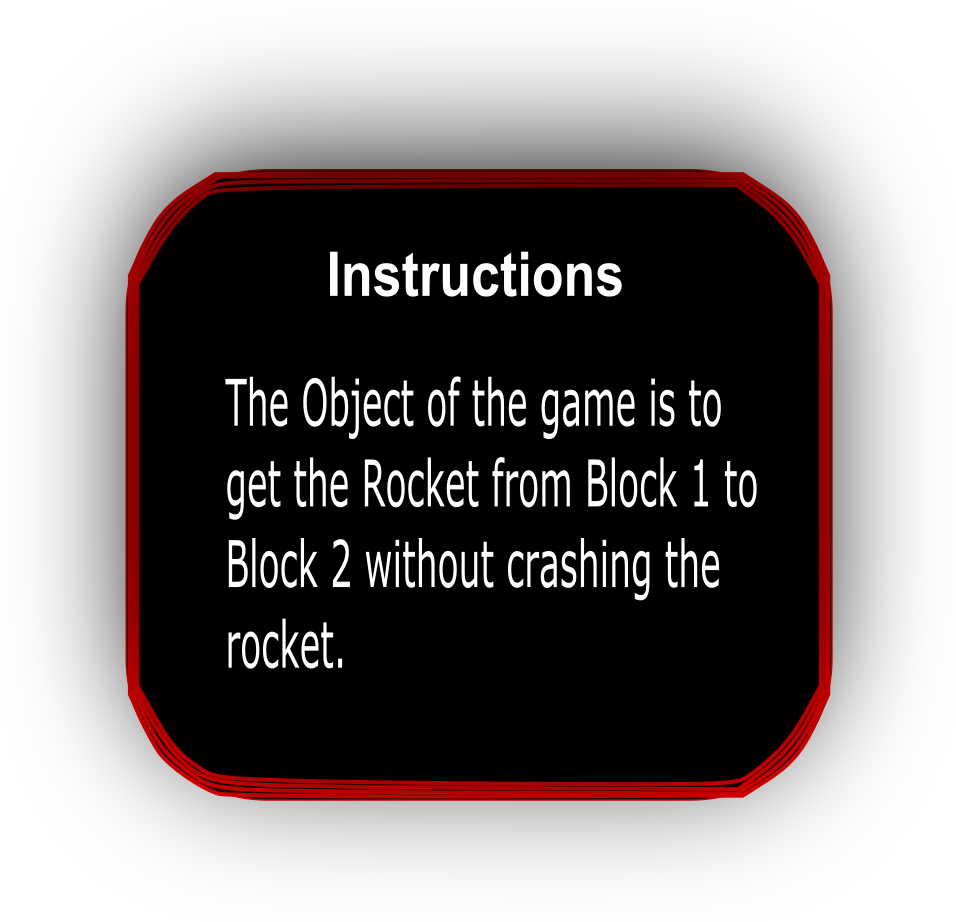 Instructions
The Object of the game is to
get the Rocket from Block 1 to
Block 2 without crashing the
rocket.